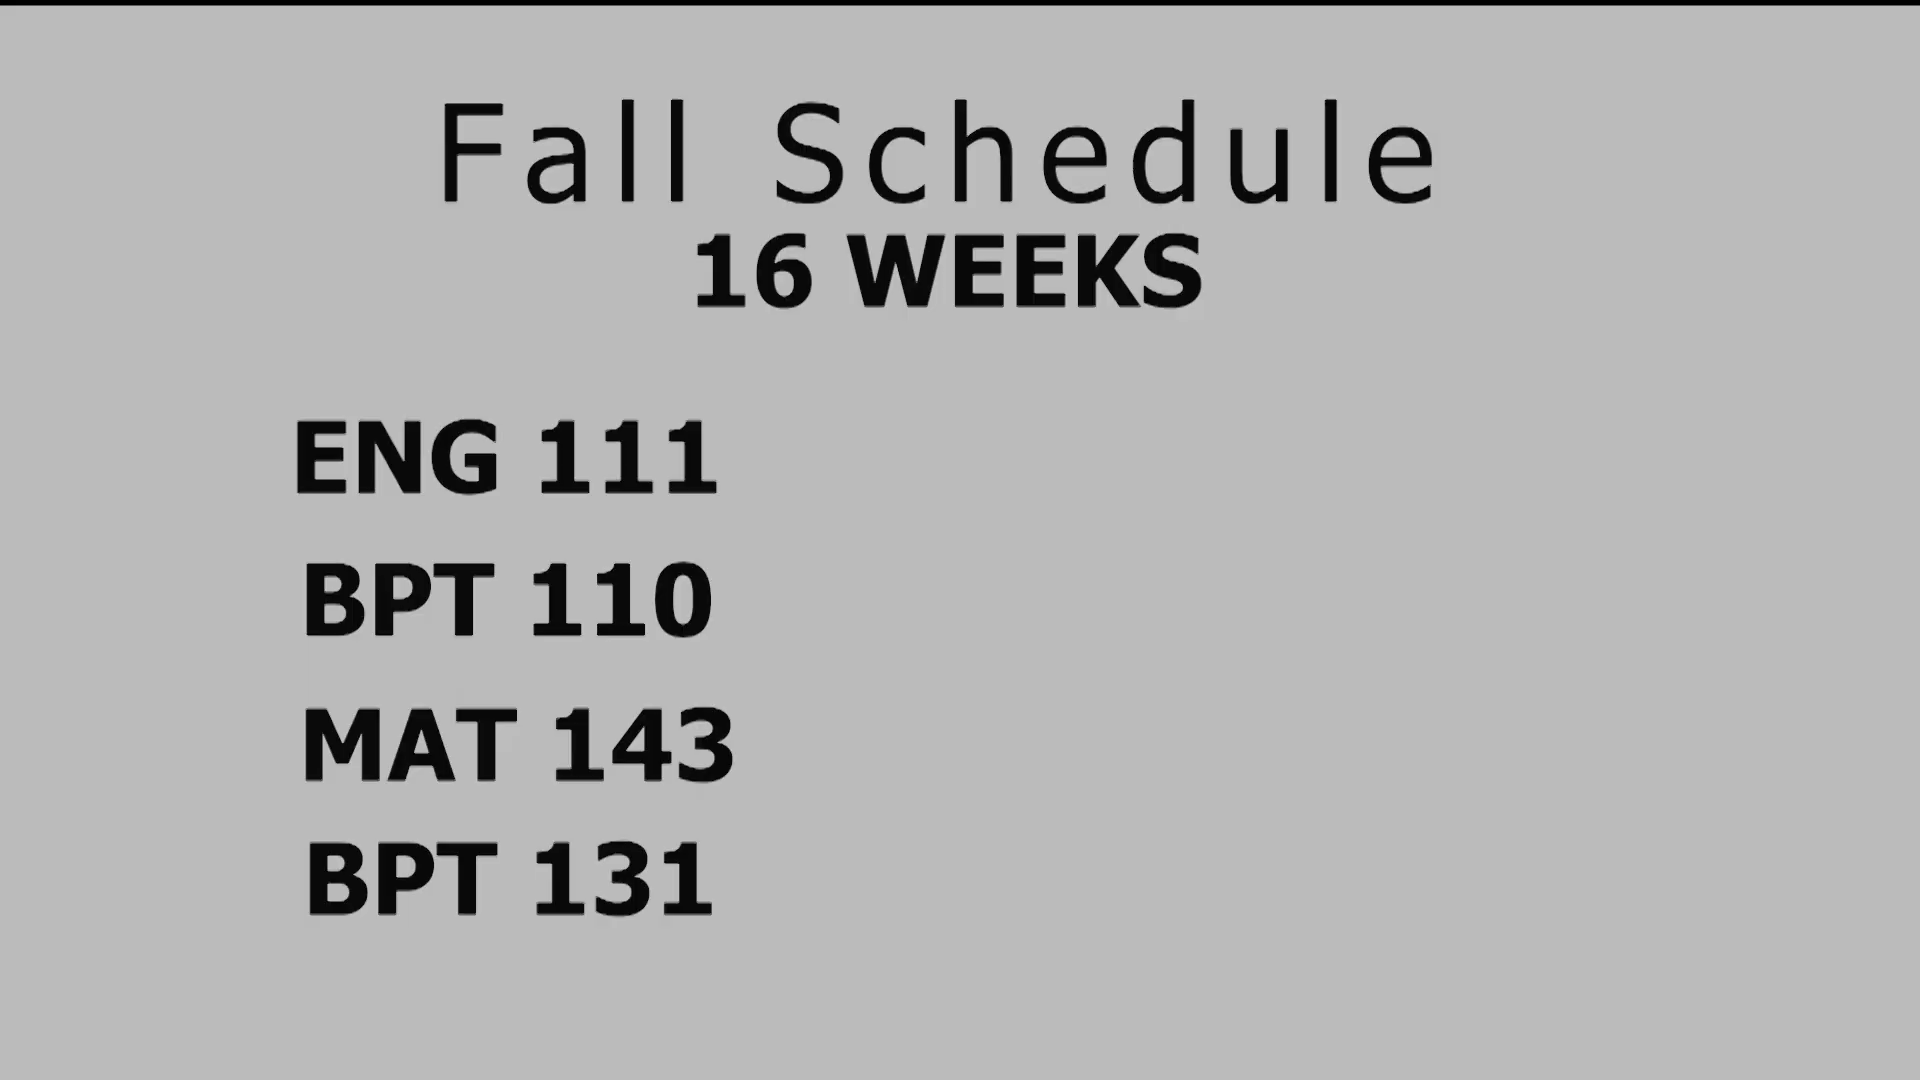 Fall Schedule
16 WEEKS
ENG 111
BPT 110
MAT 143
BPT 131